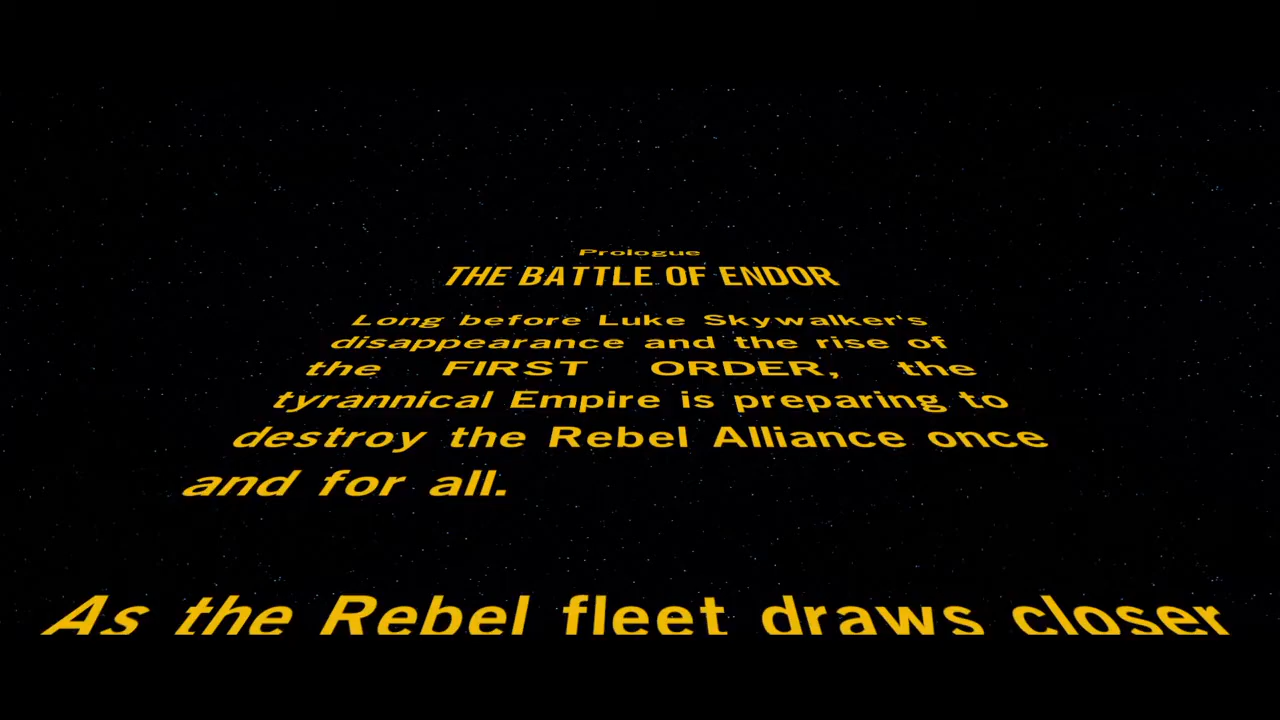 Prologue
THE BATTLE OF ENDOR
Long before Luke Skywalker's
disappearance and the rise of
the FIRST ORDER, the
tyrannical Empire is preparing to
destroy the Rebel Alliance once
and for all.
As the Rebel fleet draws closer